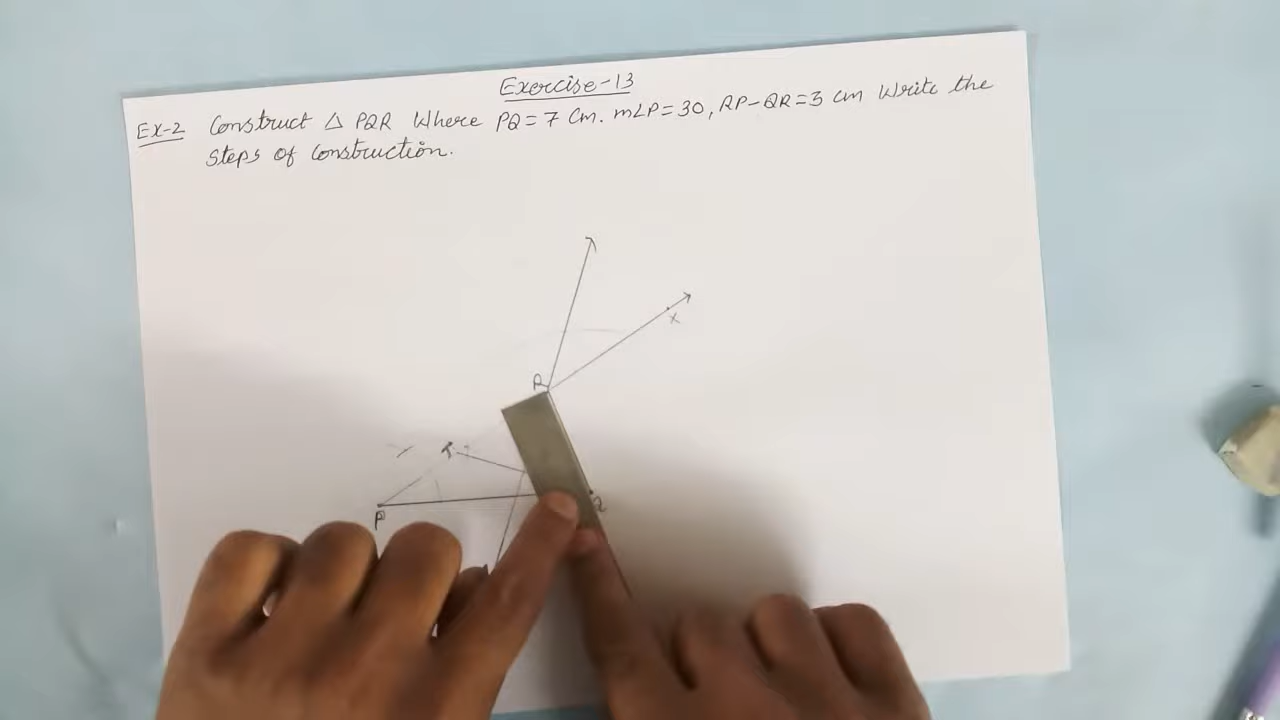 Exercise-13
Ex-2 Construct △ PQR Where PQ = 7 Cm. m∠P = 30, RP-QR = 3 cm Write the
steps of construction.
X
R
T
Q
P